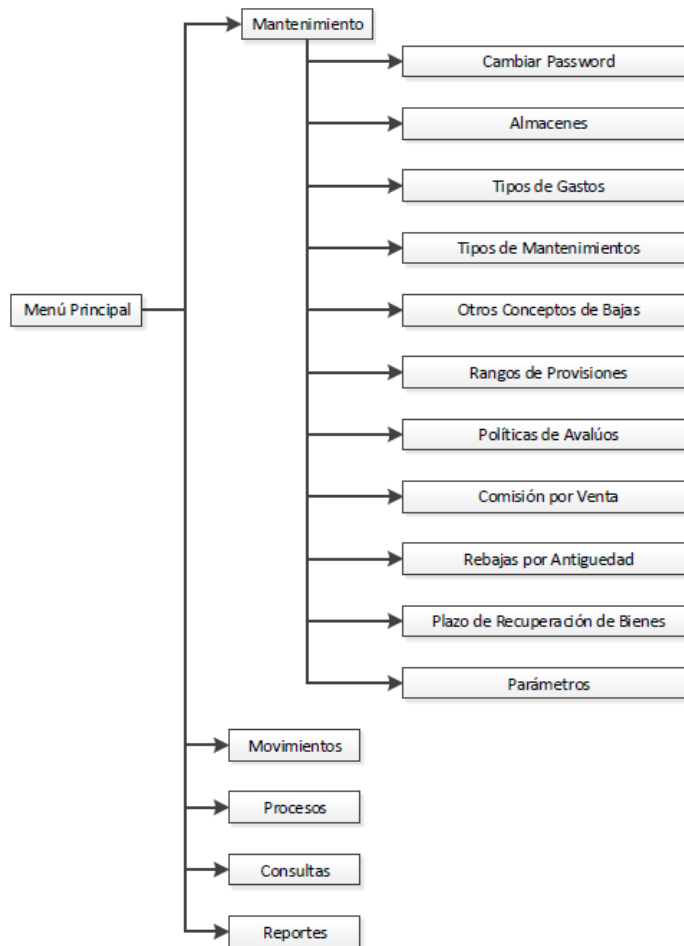 Mantenimiento
Cambiar Password
Almacenes
Tipos de Gastos
Tipos de Mantenimientos
Menú Principal
Otros Conceptos de Bajas
Rangos de Provisiones
Políticas de Avalúos
Comisión por Venta
Rebajas por Antiguedad
Plazo de Recuperación de Bienes
Parámetros
Movimientos
Procesos
Consultas
Reportes